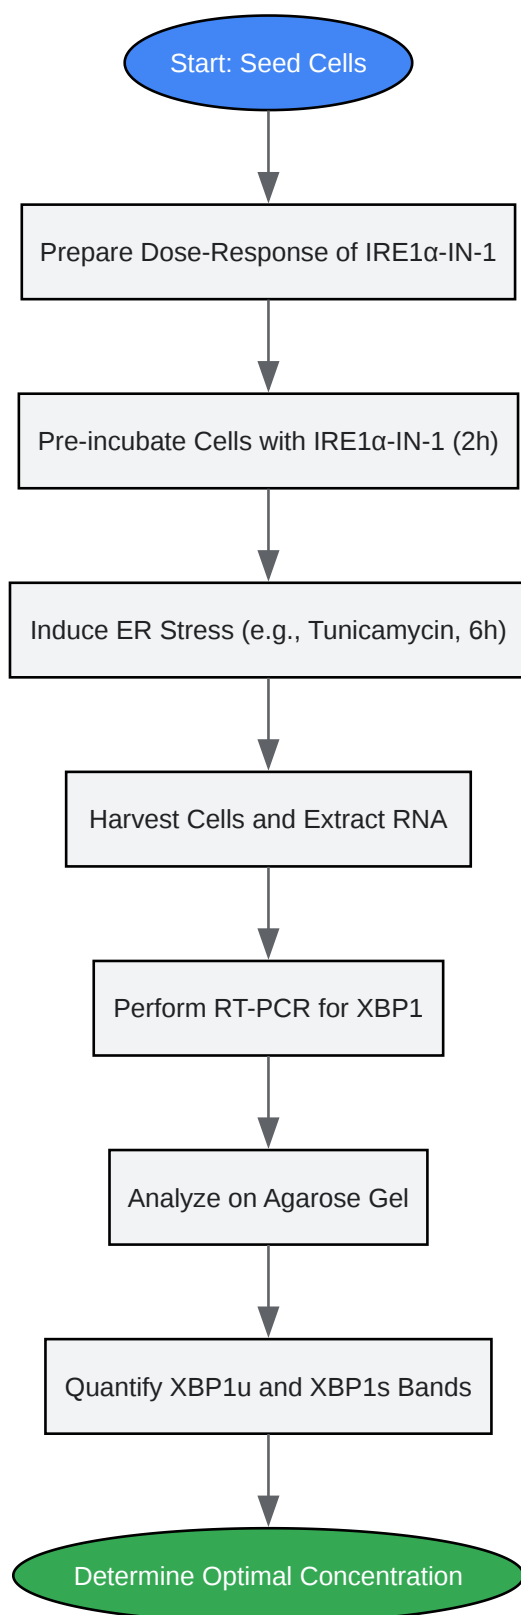 Start: Seed Cells
Prepare Dose-Response of IRE1α-IN-1
Pre-incubate Cells with IRE1α-IN-1 (2h)
Induce ER Stress (e.g., Tunicamycin, 6h)
Harvest Cells and Extract RNA
Perform RT-PCR for XBP1
Analyze on Agarose Gel
Quantify XBP1u and XBP1s Bands
Determine Optimal Concentration